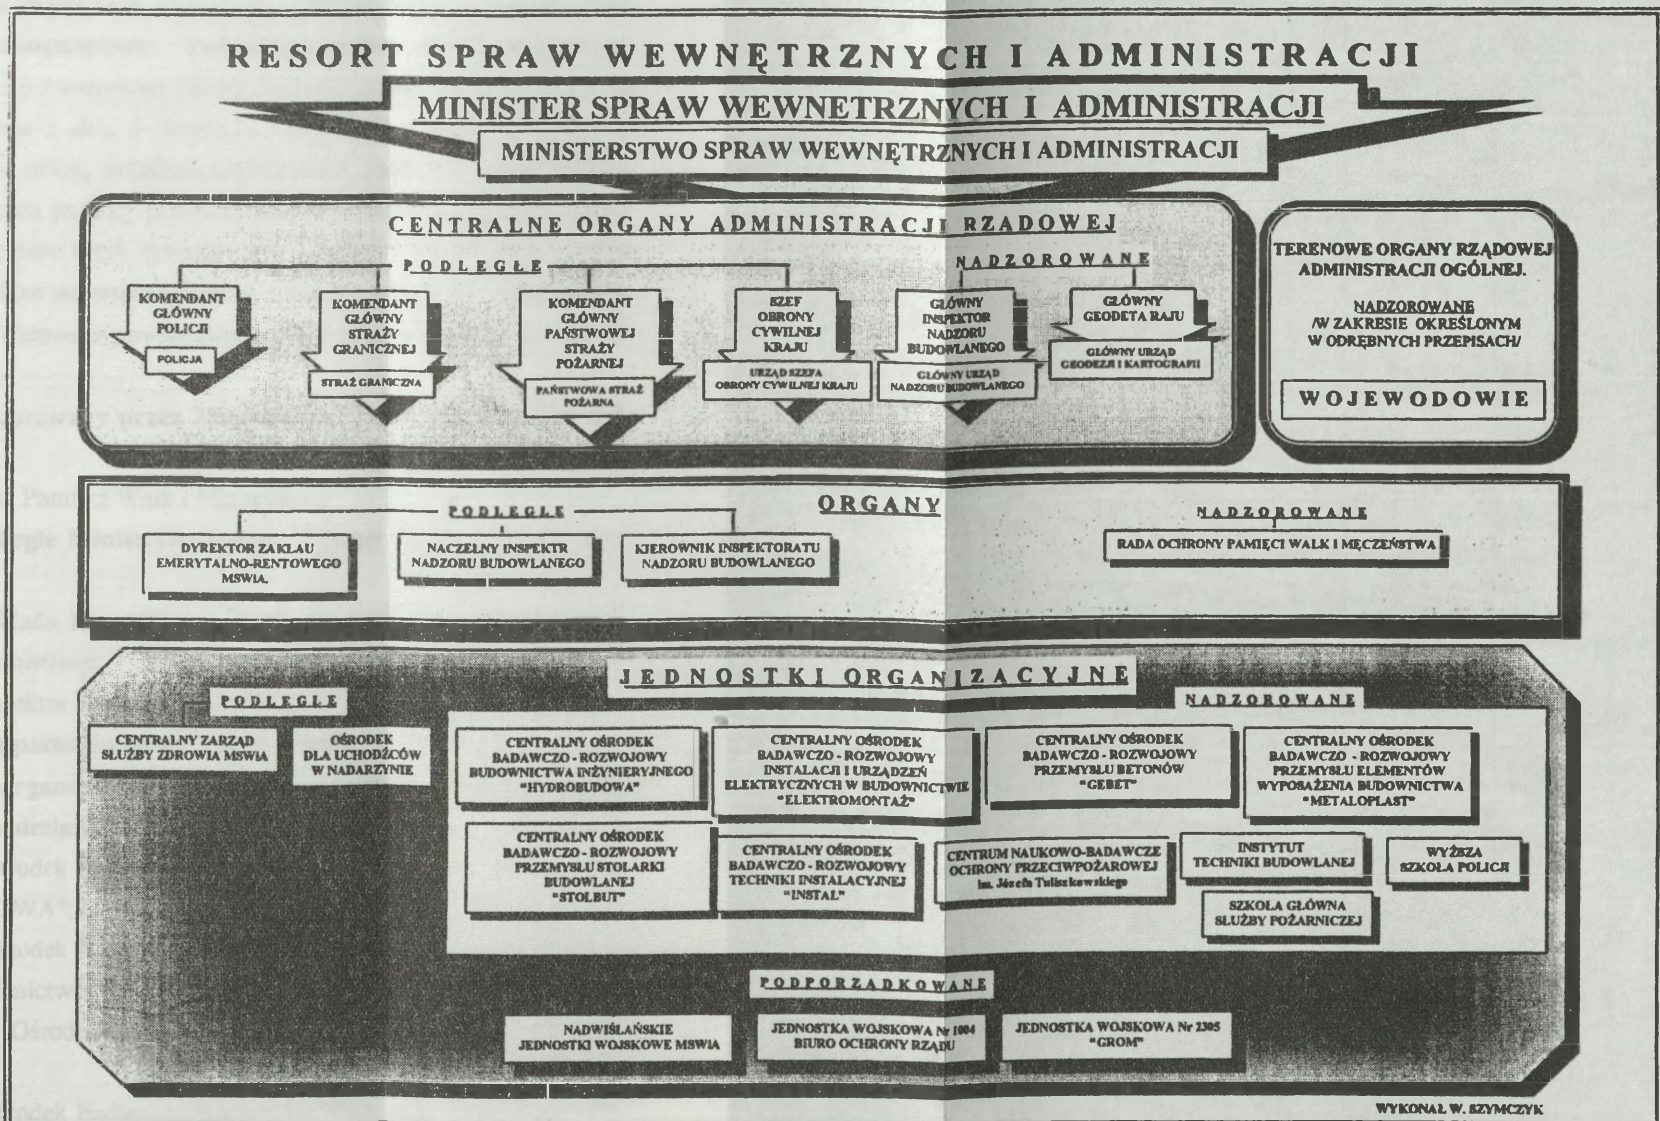 RESORT SPRAW WEWNĘTRZNYCH I ADMINISTRACJI
MINISTER SPRAW WEWNETRZNYCH I ADMINISTRACJI
MINISTERSTWO SPRAW WEWNĘTRZNYCH I ADMINISTRACJI
CENTRALNE ORGANY ADMINISTRACJI RZADOWEJ
PODLEGŁE
KOMENDANT
GŁÓWNY
POLICJI
POLICJA
KOMENDANT
GŁÓWNY
STRAŻY
GRANICZNEJ
STRAŻ GRANICZNA
KOMENDANT
GŁÓWNY
PAŃSTWOWEJ
STRAŻY
POŻARNEJ
PAŃSTWOWA STRAŻ
POŻARNA
SZEF
OBRONY
CYWILNEJ
KRAJU
URZĄD SZEFA
OBRONY CYWILNEJ KRAJU
NADZOROWANE
GŁÓWNY
INSPEKTOR
NADZORU
BUDOWLANEGO
GŁÓWNY URZĄD
NADZORU BUDOWLANEGO
GŁÓWNY
GEODETA RAJU
GŁÓWNY URZĄD
GEODEZJI I KARTOGRAFII
TERENOWE ORGANY RZĄDOWEJ
ADMINISTRACJI OGÓLNEJ.
NADZOROWANE
/W ZAKRESIE OKREŚLONYM
W ODRĘBNYCH PRZEPISACH/
WOJEWODOWIE
ORGANY
PODLEGLE
DYREKTOR ZAKLAU
EMERYTALNO-RENTOWEGO
MSWIA.
NACZELNY INSPEKTR
NADZORU BUDOWLANEGO
KIEROWNIK INSPEKTORATU
NADZORU BUDOWLANEGO
NADZOROWANE
RADA OCHRONY PAMIĘCI WALK I MĘCZEŃSTWA
JEDNOSTKI ORGANIZACYJNE
PODLEGLE
CENTRALNY ZARZĄD
SŁUŻBY ZDROWIA MSWiA
OŚRODEK
DLA UCHODŹCÓW
W NADARZYNIE
NADZOROWANE
CENTRALNY OŚRODEK
BADAWCZO - ROZWOJOWY
BUDOWNICTWA INŻYNIERYJNEGO
"HYDROBUDOWA"
CENTRALNY OŚRODEK
BADAWCZO - ROZWOJOWY
INSTALACJI I URZĄDZEŃ
ELEKTRYCZNYCH W BUDOWNICTWIE
"ELEKTROMONTAŻ"
CENTRALNY OŚRODEK
BADAWCZO - ROZWOJOWY
PRZEMYSŁU BETONÓW
"GEBET"
CENTRALNY OŚRODEK
BADAWCZO - ROZWOJOWY
PRZEMYSŁU ELEMENTÓW
WYPOSAŻENIA BUDOWNICTWA
"METALOPLAST"
CENTRALNY OŚRODEK
BADAWCZO - ROZWOJOWY
PRZEMYSŁU STOLARKI
BUDOWLANEJ
"STOLBUT"
CENTRALNY OŚRODEK
BADAWCZO - ROZWOJOWY
TECHNIKI INSTALACYJNEJ
"INSTAL"
CENTRUM NAUKOWO-BADAWCZE
OCHRONY PRZECIWPOŻAROWEJ
im. Józefa Tuliszkowskiego
INSTYTUT
TECHNIKI BUDOWLANEJ
WYŻSZA
SZKOŁA POLICJI
SZKOŁA GŁÓWNA
SŁUŻBY POŻARNICZEJ
PODPORZADKOWANE
NADWIŚLAŃSKIE
JEDNOSTKI WOJSKOWE MSWiA
JEDNOSTKA WOJSKOWA Nr 1004
BIURO OCHRONY RZĄDU
JEDNOSTKA WOJSKOWA Nr 2305
"GROM"
WYKONAŁ W. SZYMCZYK